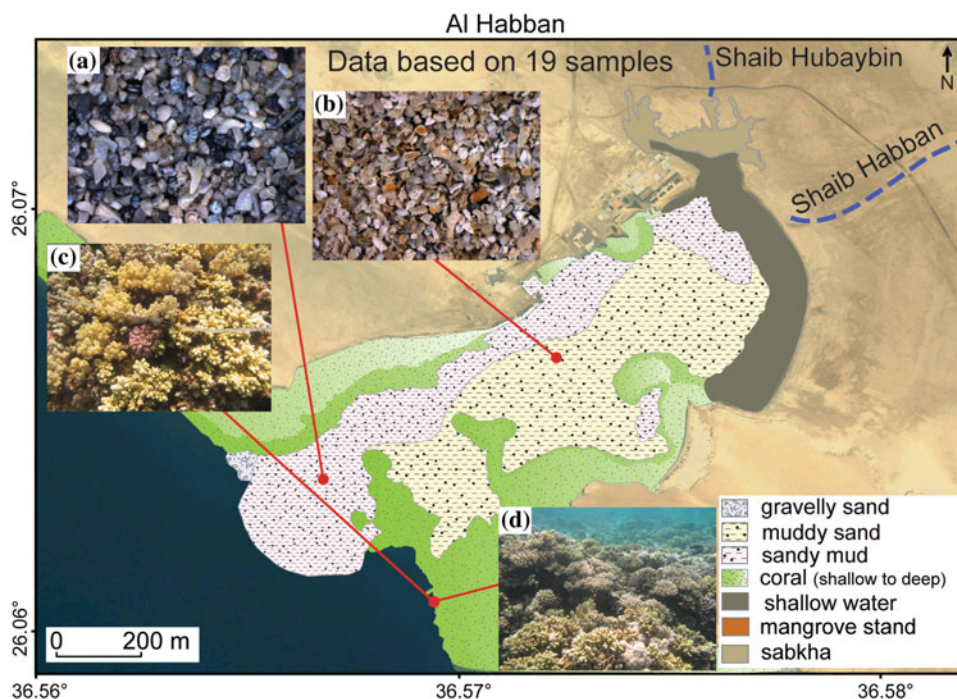 Al Habban
36.56° 26.07° 26.06°
(a)
Data based on 19 samples
Shaib Hubaybin
N
(b)
Shaib Habban
(c)
(d)
gravelly sand
muddy sand
sandy mud
coral (shallow to deep)
shallow water
mangrove stand
sabkha
0 200 m
36.57° 36.58°